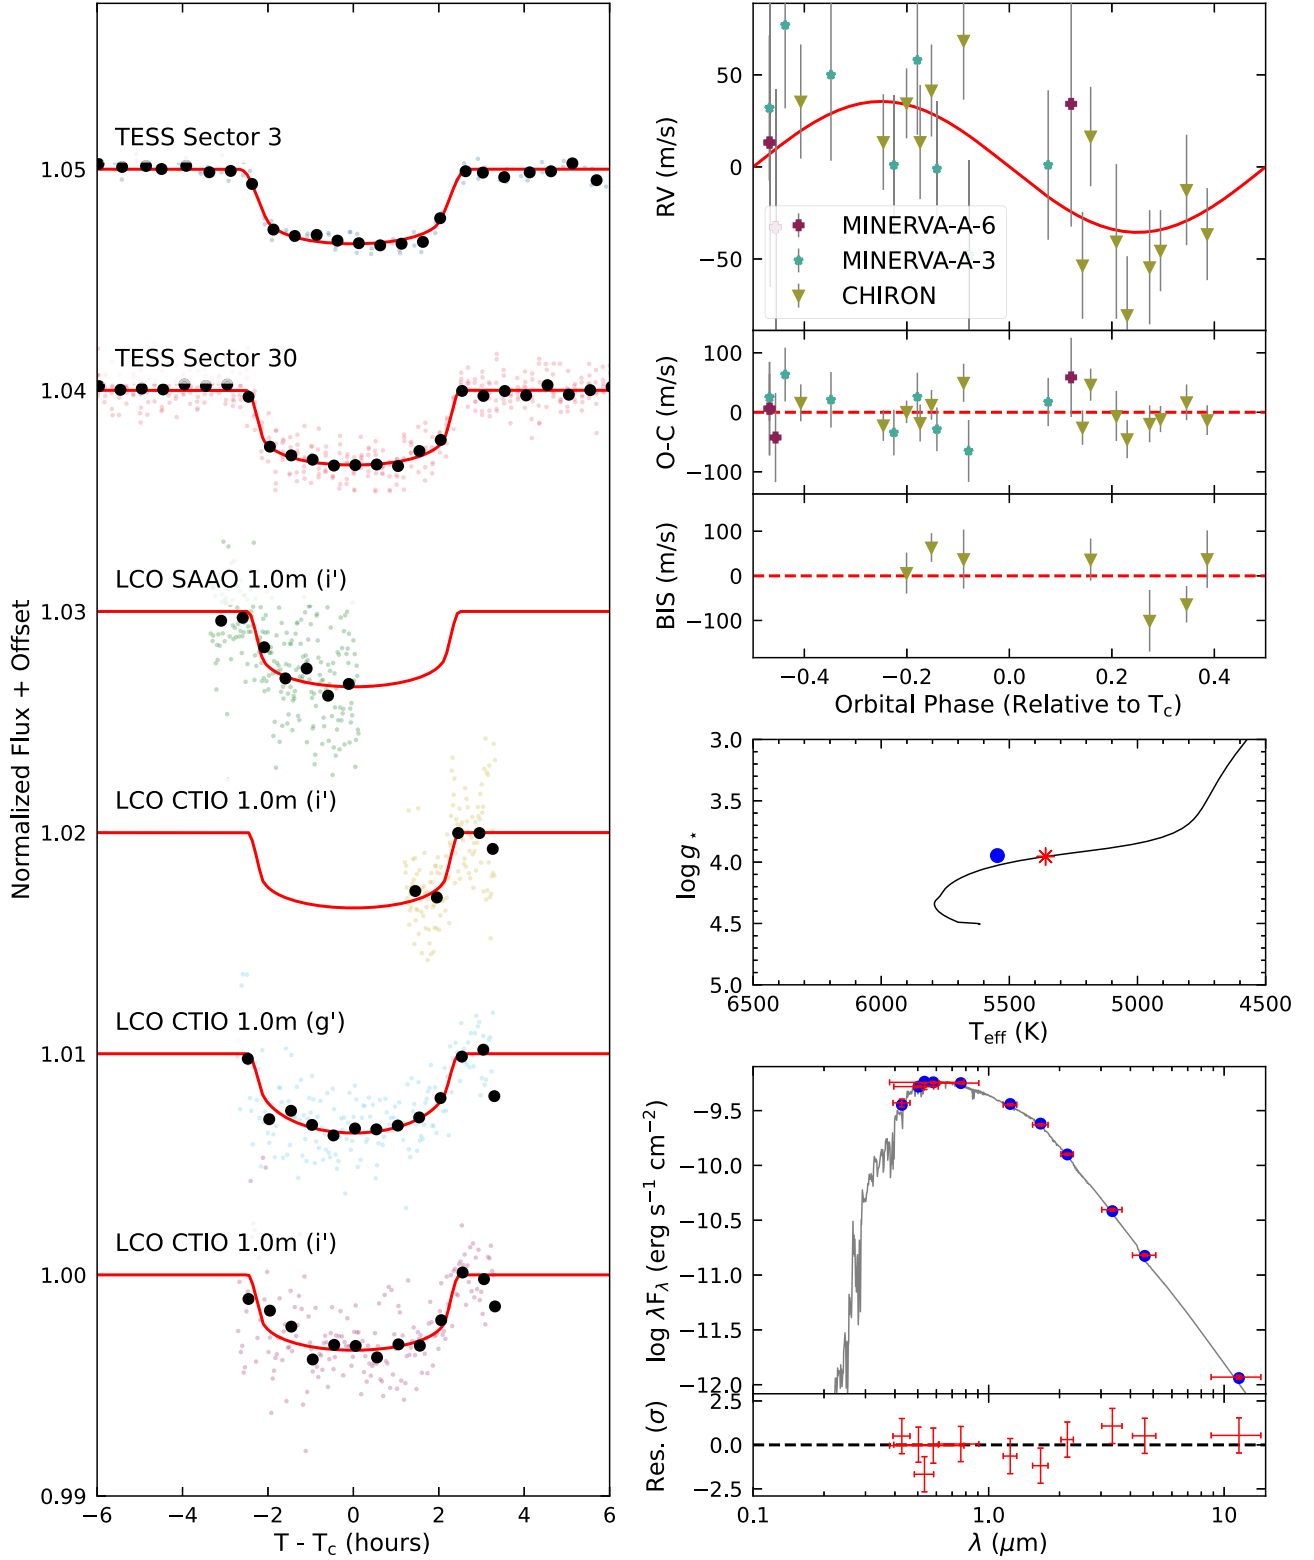 TESS Sector 3
TESS Sector 30
LCO SAAO 1.0m (i')
LCO CTIO 1.0m (i')
LCO CTIO 1.0m (g')
LCO CTIO 1.0m (i')
1.05
1.04
1.03
1.02
1.01
1.00
0.99
Normalized Flux + Offset
−6 −4 −2 0 2 4 6
T - T_c (hours)
50
0
−50
RV (m/s)
MINERVA-A-6
MINERVA-A-3
CHIRON
100
0
−100
O-C (m/s)
100
0
−100
BIS (m/s)
−0.4 −0.2 0.0 0.2 0.4
Orbital Phase (Relative to T_c)
3.0
3.5
4.0
4.5
5.0
log g⋆
6500 6000 5500 5000 4500
T_eff (K)
−9.5
−10.0
−10.5
−11.0
−11.5
−12.0
log λF_λ (erg s⁻¹ cm⁻²)
2.5
0.0
−2.5
Res. (σ)
0.1 1.0 10
λ (μm)